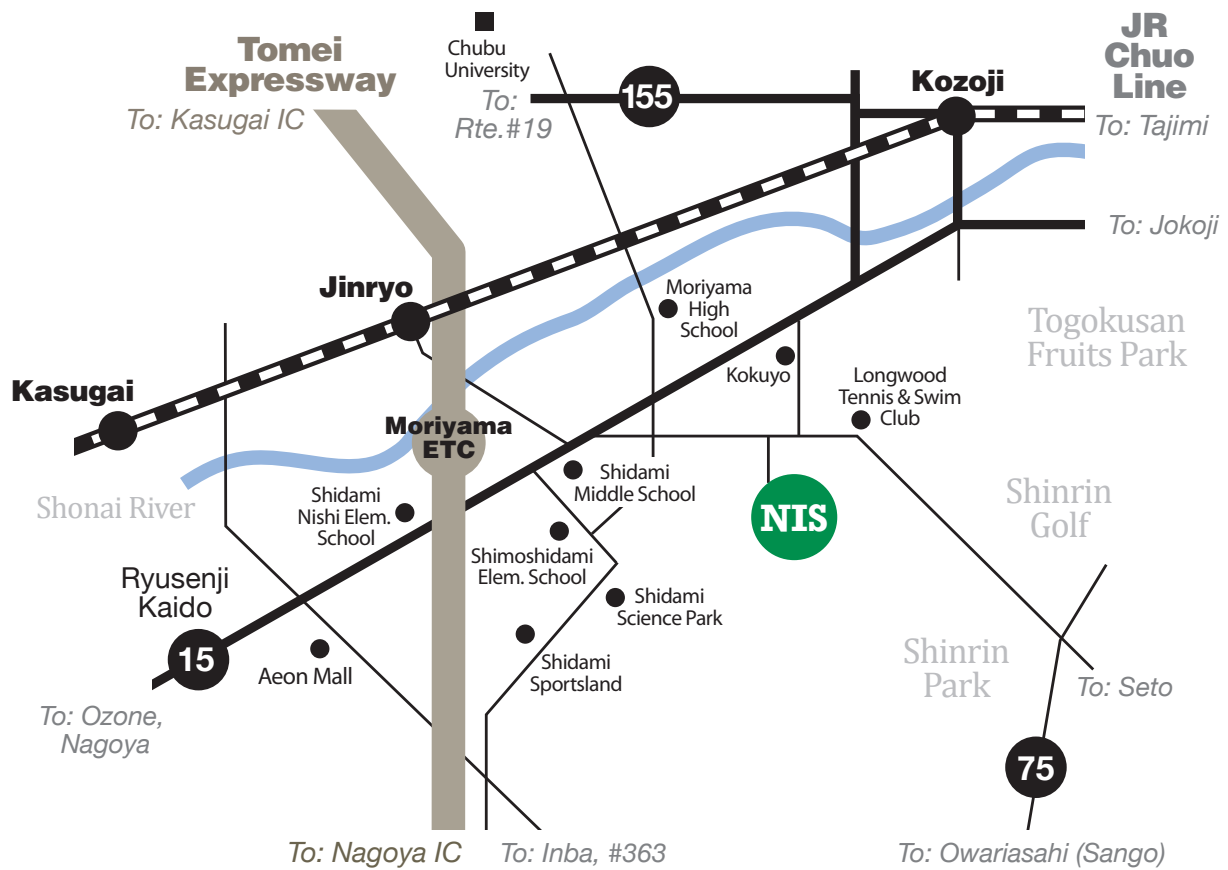 Tomei
Expressway
To: Kasugai IC
Chubu
University
To:
Rte.#19
155
Kozoji
JR
Chuo
Line
To: Tajimi
To: Jokoji
Jinryo
Moriyama
High
School
Togokusan
Fruits Park
Kokuyo
Longwood
Tennis & Swim
Club
Kasugai
Moriyama
ETC
Shonai River
Shidami
Nishi Elem.
School
Shidami
Middle School
NIS
Shinrin
Golf
Shimoshidami
Elem. School
Ryusenji
Kaido
15
Shidami
Science Park
Aeon Mall
Shidami
Sportsland
Shinrin
Park
To: Seto
To: Ozone,
Nagoya
75
To: Nagoya IC
To: Inba, #363
To: Owariasahi (Sango)